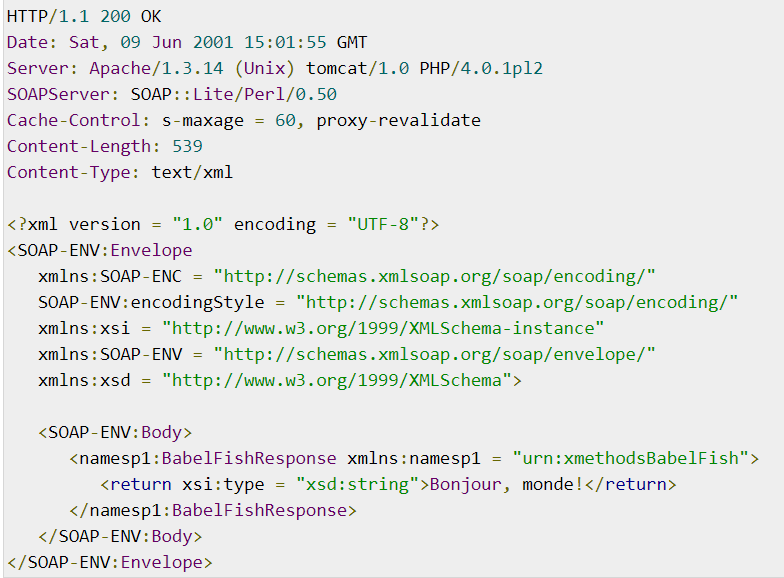 HTTP/1.1 200 OK
Date: Sat, 09 Jun 2001 15:01:55 GMT
Server: Apache/1.3.14 (Unix) tomcat/1.0 PHP/4.0.1pl2
SOAPServer: SOAP::Lite/Perl/0.50
Cache-Control: s-maxage = 60, proxy-revalidate
Content-Length: 539
Content-Type: text/xml

<?xml version = "1.0" encoding = "UTF-8"?>
<SOAP-ENV:Envelope
   xmlns:SOAP-ENC = "http://schemas.xmlsoap.org/soap/encoding/"
   SOAP-ENV:encodingStyle = "http://schemas.xmlsoap.org/soap/encoding/"
   xmlns:xsi = "http://www.w3.org/1999/XMLSchema-instance"
   xmlns:SOAP-ENV = "http://schemas.xmlsoap.org/soap/envelope/"
   xmlns:xsd = "http://www.w3.org/1999/XMLSchema">

   <SOAP-ENV:Body>
      <namesp1:BabelFishResponse xmlns:namesp1 = "urn:xmethodsBabelFish">
         <return xsi:type = "xsd:string">Bonjour, monde!</return>
      </namesp1:BabelFishResponse>
   </SOAP-ENV:Body>
</SOAP-ENV:Envelope>